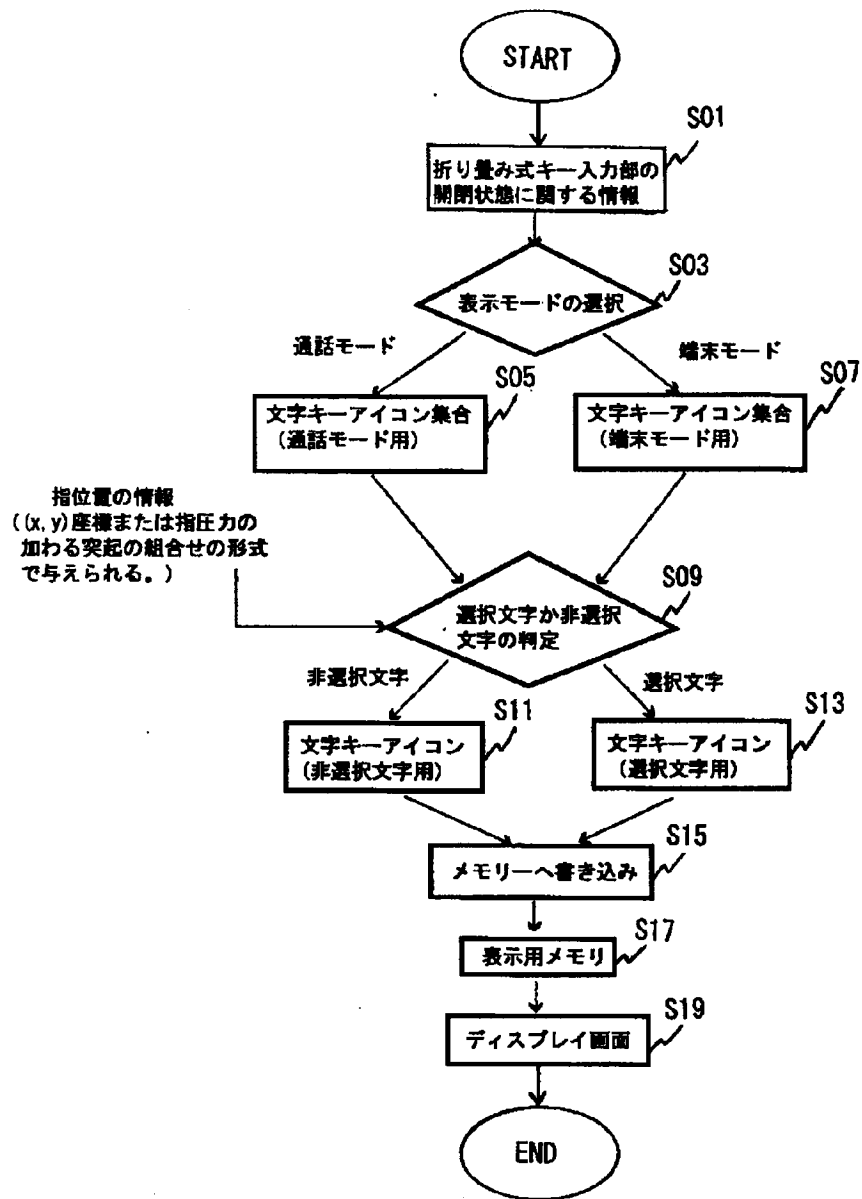 START
S01
折り畳み式キー入力部の
開閉状態に関する情報
S03
表示モードの選択
通話モード
端末モード
S05
文字キーアイコン集合
(通話モード用)
S07
文字キーアイコン集合
(端末モード用)
指位置の情報
((x,y)座標または指圧力の
加わる突起の組合せの形式
で与えられる。)
S09
選択文字か非選択
文字の判定
非選択文字
選択文字
S11
文字キーアイコン
(非選択文字用)
S13
文字キーアイコン
(選択文字用)
S15
メモリーへ書き込み
S17
表示用メモリ
S19
ディスプレイ画面
END